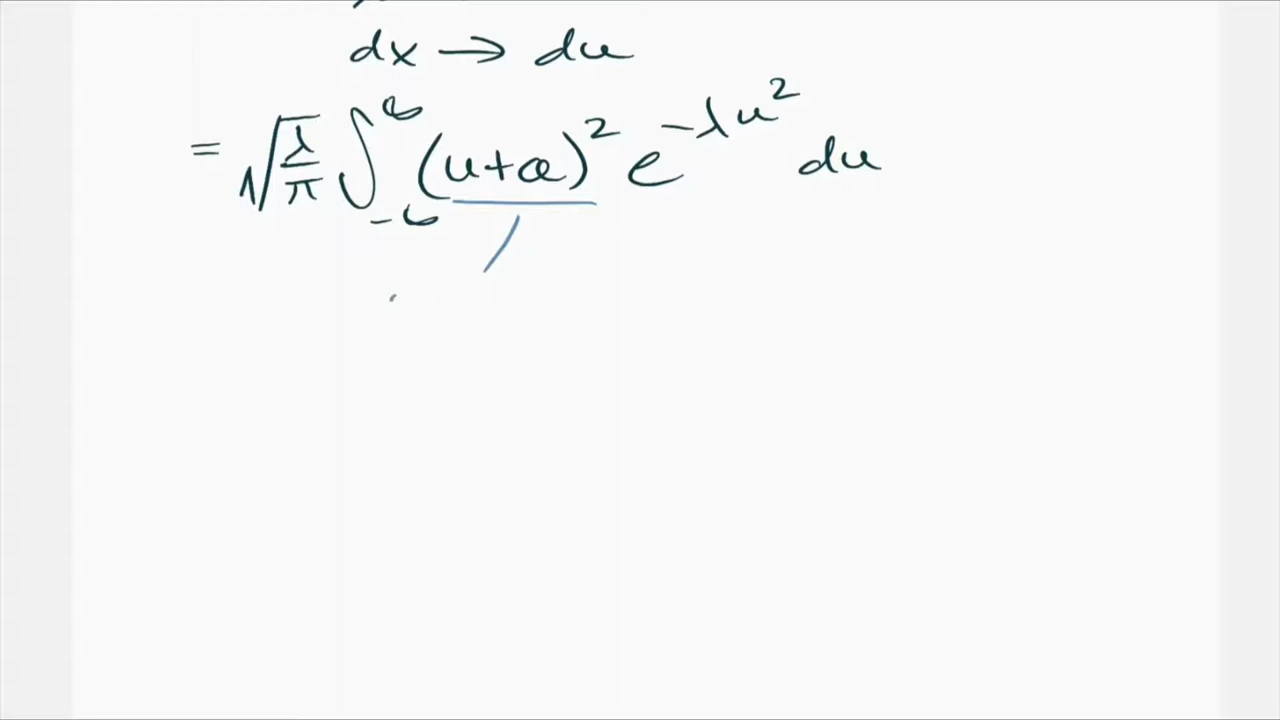 dx → du
= √(λ/π) ∫_{-∞}^{∞} (u+a)² e^{-λu²} du